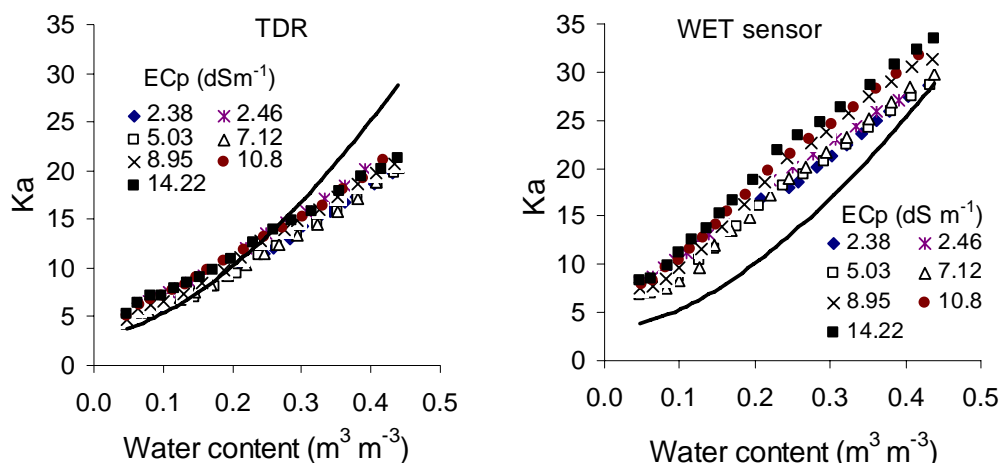 TDR
ECp (dSm⁻¹)
2.38 2.46
5.03 7.12
8.95 10.8
14.22
Ka
35
30
25
20
15
10
5
0
0.0 0.1 0.2 0.3 0.4 0.5
Water content (m³ m⁻³)
WET sensor
ECp (dS m⁻¹)
2.38 2.46
5.03 7.12
8.95 10.8
14.22
Ka
35
30
25
20
15
10
5
0
0.0 0.1 0.2 0.3 0.4 0.5
Water content (m³ m⁻³)